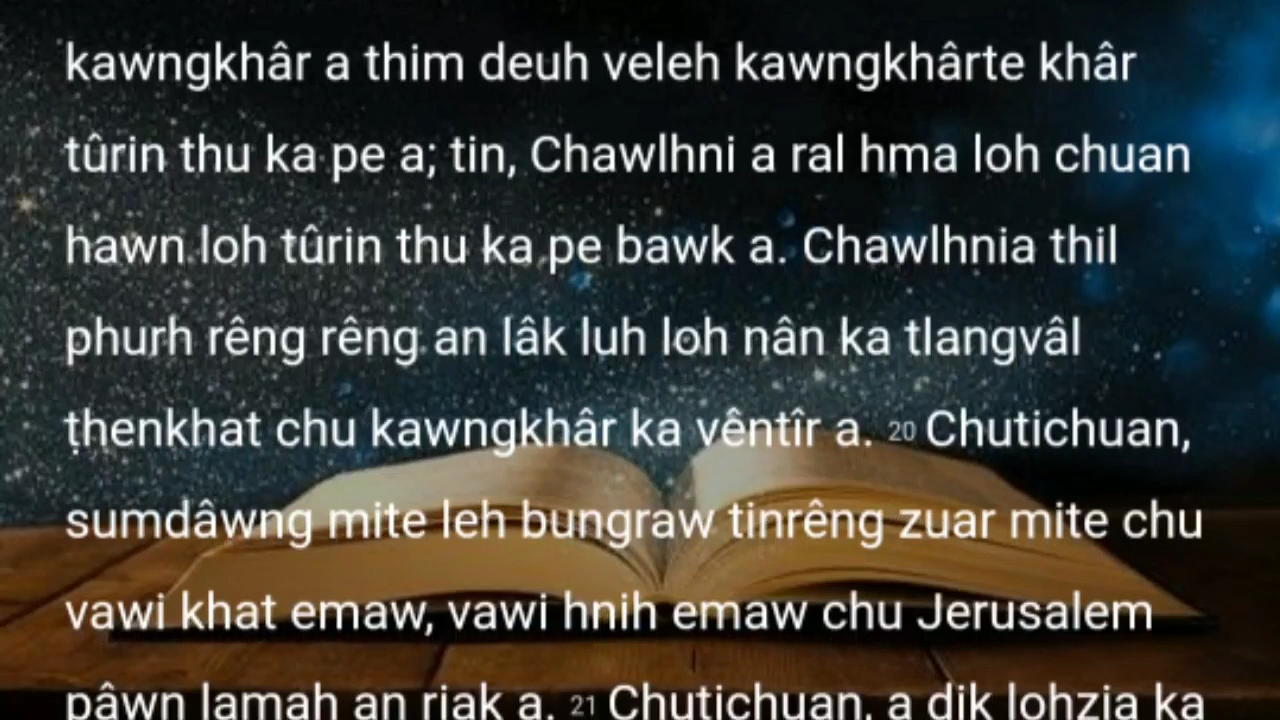 kawngkhâr a thim deuh veleh kawngkhârte khâr
tûrin thu ka pe a; tin, Chawlhni a ral hma loh chuan
hawn loh tûrin thu ka pe bawk a. Chawlhnia thil
phurh rêng rêng an lâk luh loh nân ka tlangvâl
ṭhenkhat chu kawngkhâr ka vêntîr a. 20 Chutichuan,
sumdâwng mite leh bungraw tinrêng zuar mite chu
vawi khat emaw, vawi hnih emaw chu Jerusalem
pâwn lamah an riak a. 21 Chutichuan, a dik lohzia ka